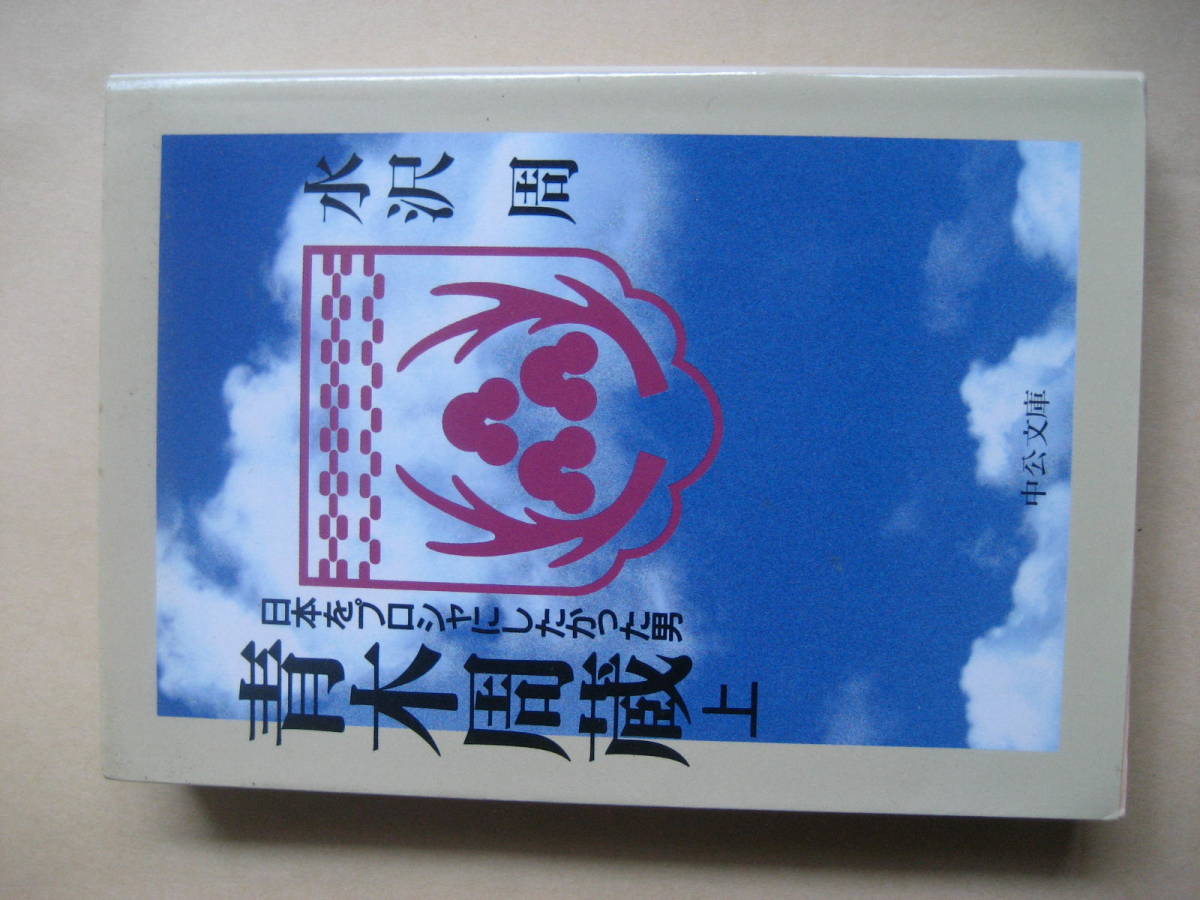 青木周蔵 上
日本をプロシャにしたかった男
水沢 周
中公文庫